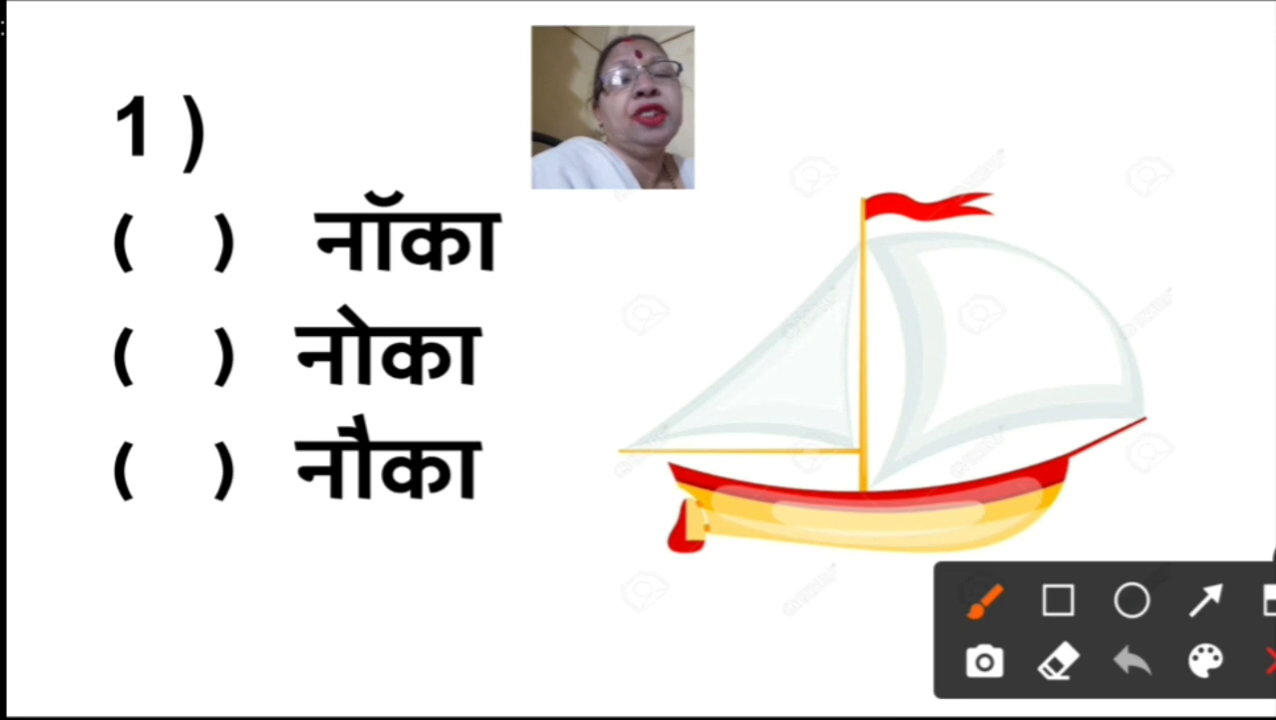 1 )
( ) नॉका
( ) नोका
( ) नौका